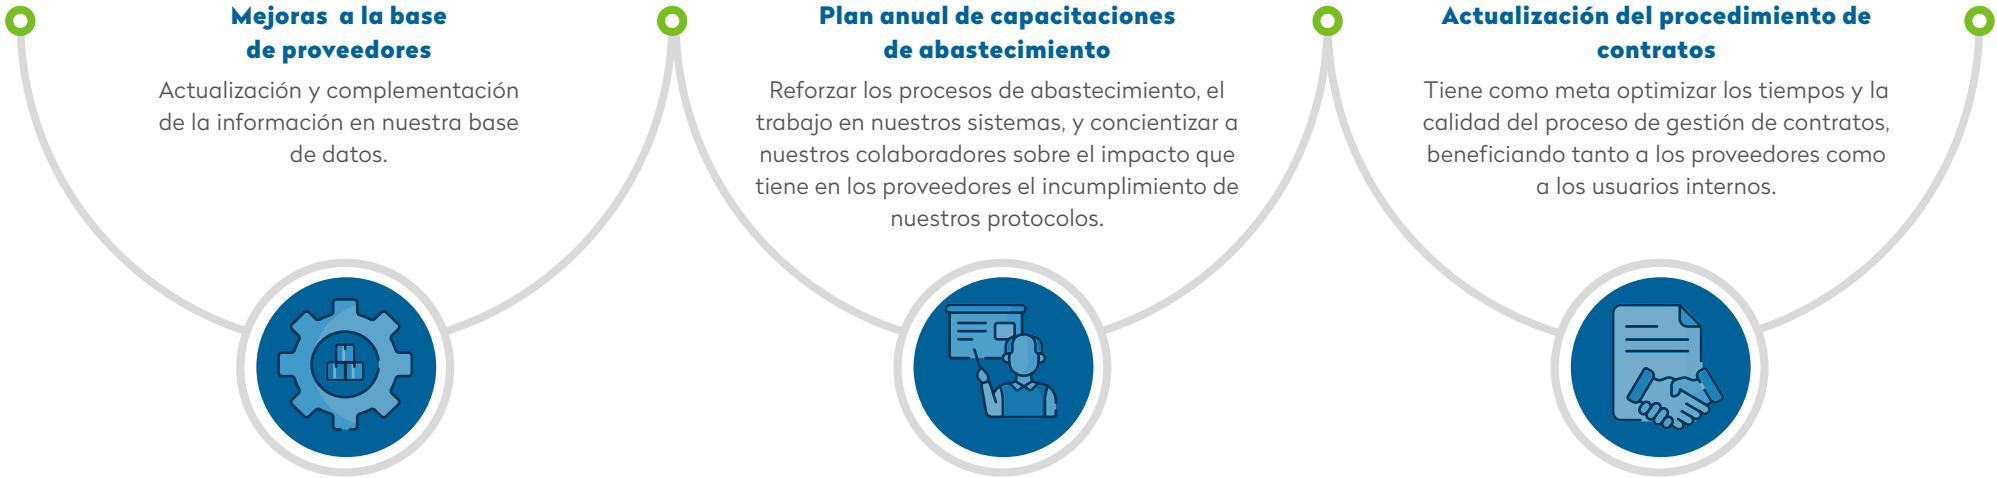 Mejoras a la base
de proveedores
Actualización y complementación
de la información en nuestra base
de datos.
Plan anual de capacitaciones
de abastecimiento
Reforzar los procesos de abastecimiento, el
trabajo en nuestros sistemas, y concientizar a
nuestros colaboradores sobre el impacto que
tiene en los proveedores el incumplimiento de
nuestros protocolos.
Actualización del procedimiento de
contratos
Tiene como meta optimizar los tiempos y la
calidad del proceso de gestión de contratos,
beneficiando tanto a los proveedores como
a los usuarios internos.